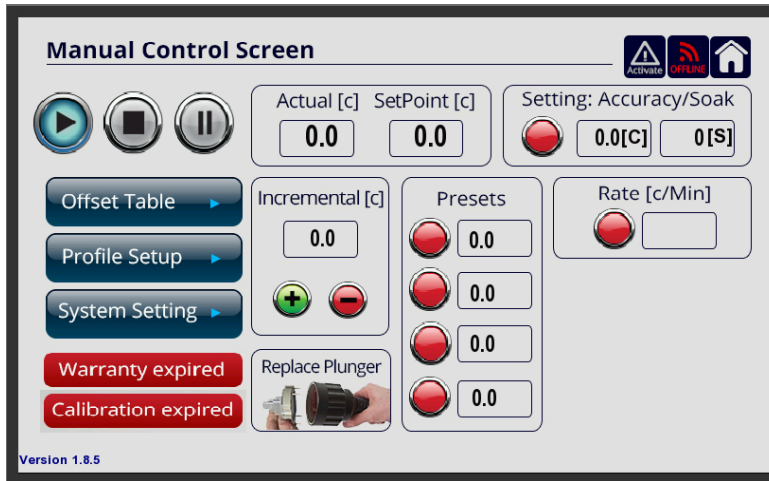 Manual Control Screen
Activate
OFFLINE
Actual [c] SetPoint [c]
0.0 0.0
Setting: Accuracy/Soak
0.0[C] 0[S]
Offset Table
Profile Setup
System Setting
Incremental [c]
0.0
Presets
0.0
0.0
0.0
0.0
Rate [c/Min]
Warranty expired
Calibration expired
Replace Plunger
Version 1.8.5